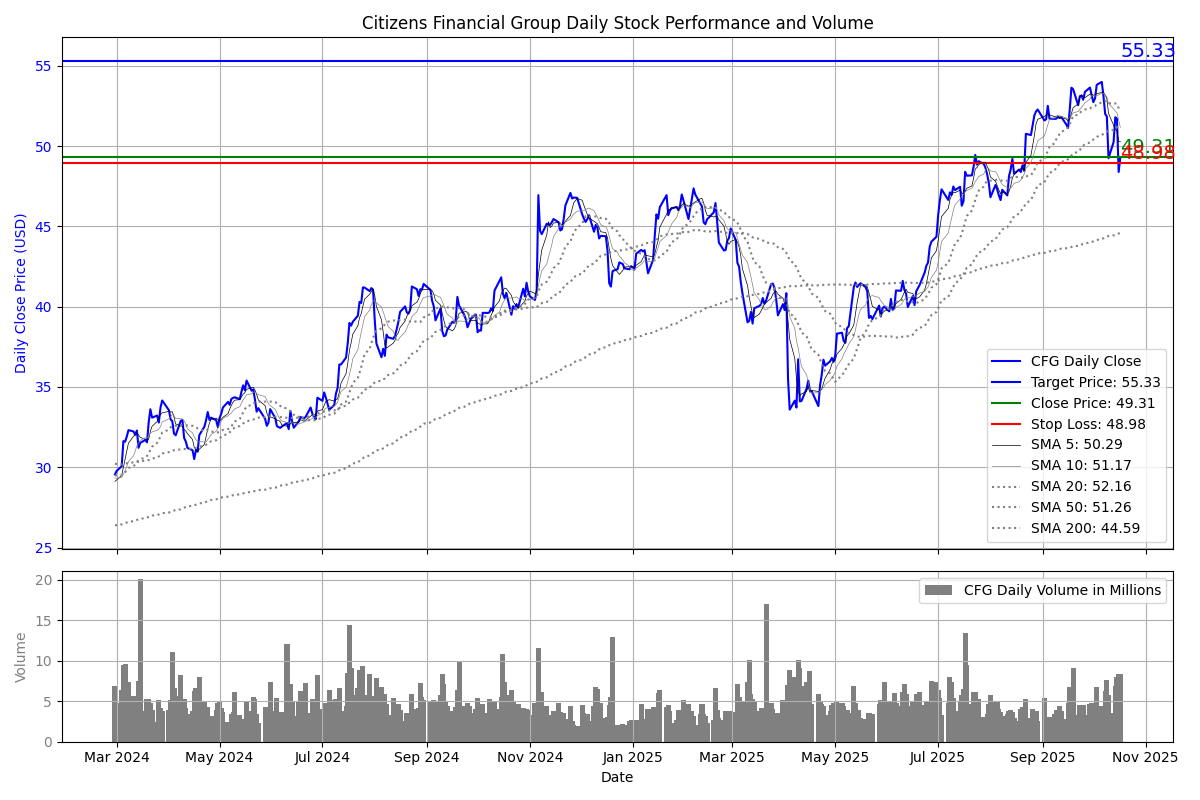 Citizens Financial Group Daily Stock Performance and Volume
55.33
55
50
49.31
48.98
45
40
35
30
25
Daily Close Price (USD)
CFG Daily Close
Target Price: 55.33
Close Price: 49.31
Stop Loss: 48.98
SMA 5: 50.29
SMA 10: 51.17
SMA 20: 52.16
SMA 50: 51.26
SMA 200: 44.59
20
15
10
5
0
Volume
CFG Daily Volume in Millions
Mar 2024 May 2024 Jul 2024 Sep 2024 Nov 2024 Jan 2025 Mar 2025 May 2025 Jul 2025 Sep 2025 Nov 2025
Date